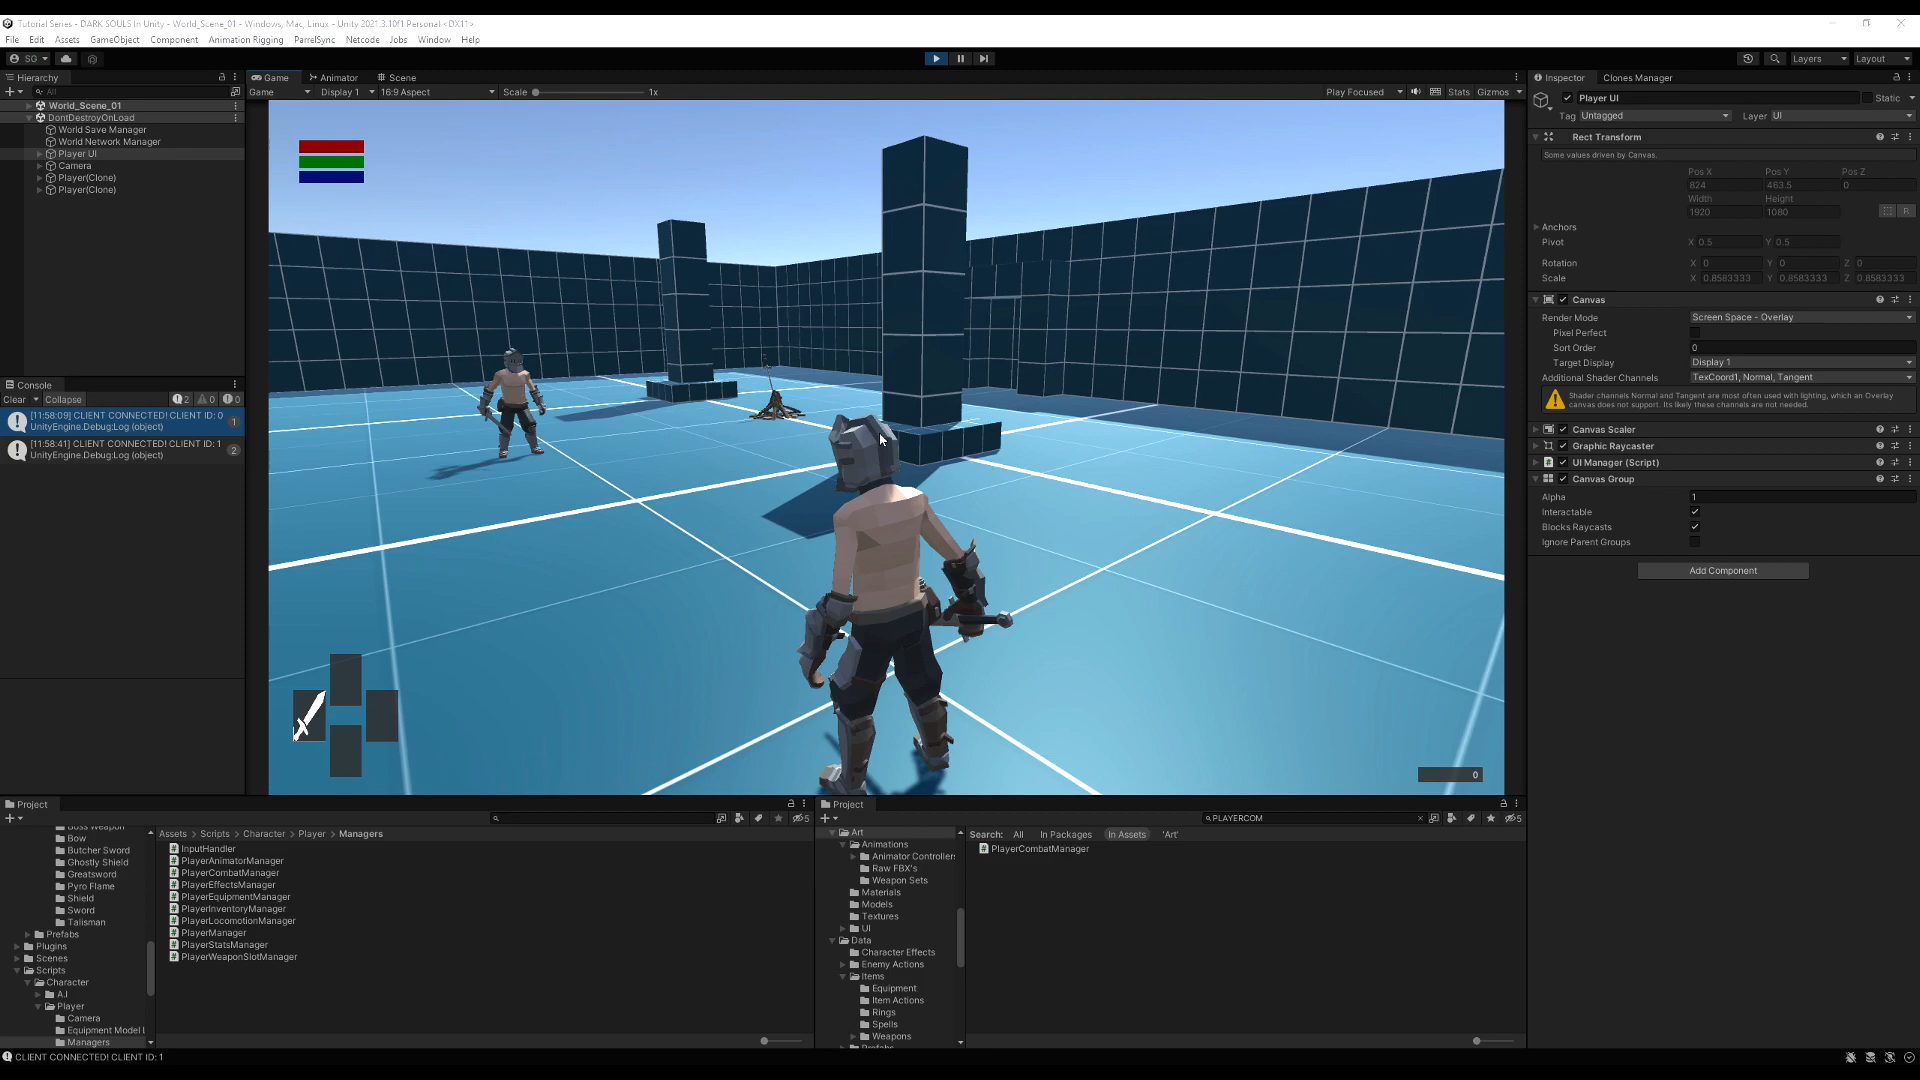 Tutorial Series - DARK SOULS In Unity - World_Scene_01 - Windows, Mac, Linux - Unity 2021.3.10f1 Personal <DX11>
File Edit Assets GameObject Component Animation Rigging ParrelSync Netcode Jobs Window Help
SG Layers Layout
Hierarchy
All
World_Scene_01
DontDestroyOnLoad
World Save Manager
World Network Manager
Player UI
Camera
Player(Clone)
Player(Clone)
Console
Clear Collapse 2 0 0
[11:58:09] CLIENT CONNECTED! CLIENT ID: 0
UnityEngine.Debug:Log (object)
1
[11:58:41] CLIENT CONNECTED! CLIENT ID: 1
UnityEngine.Debug:Log (object)
2
Game Animator Scene
Game Display 1 16:9 Aspect Scale 1x Play Focused Stats Gizmos
0
Inspector Clones Manager
Player UI Static
Tag Untagged Layer UI
Rect Transform
Some values driven by Canvas.
Pos X Pos Y Pos Z
824 463.5 0
Width Height
1920 1080 R
Anchors
Pivot X 0.5 Y 0.5
Rotation X 0 Y 0 Z 0
Scale X 0.8583333 Y 0.8583333 Z 0.8583333
Canvas
Render Mode Screen Space - Overlay
Pixel Perfect
Sort Order 0
Target Display Display 1
Additional Shader Channels TexCoord1, Normal, Tangent
Shader channels Normal and Tangent are most often used with lighting, which an Overlay
canvas does not support. Its likely these channels are not needed.
Canvas Scaler
Graphic Raycaster
UI Manager (Script)
Canvas Group
Alpha 1
Interactable
Blocks Raycasts
Ignore Parent Groups
Add Component
Project
5
Boss Weapon
Bow
Butcher Sword
Ghostly Shield
Greatsword
Pyro Flame
Shield
Sword
Talisman
Prefabs
Plugins
Scenes
Scripts
Character
A.I
Player
Camera
Equipment Model L
Managers
Assets > Scripts > Character > Player > Managers
InputHandler
PlayerAnimatorManager
PlayerCombatManager
PlayerEffectsManager
PlayerEquipmentManager
PlayerInventoryManager
PlayerLocomotionManager
PlayerManager
PlayerStatsManager
PlayerWeaponSlotManager
Project
PLAYERCOM 5
Art
Animations
Animator Controllers
Raw FBX's
Weapon Sets
Materials
Models
Textures
UI
Data
Character Effects
Enemy Actions
Items
Equipment
Item Actions
Rings
Spells
Weapons
Prefabs
Search: All In Packages In Assets 'Art'
PlayerCombatManager
CLIENT CONNECTED! CLIENT ID: 1